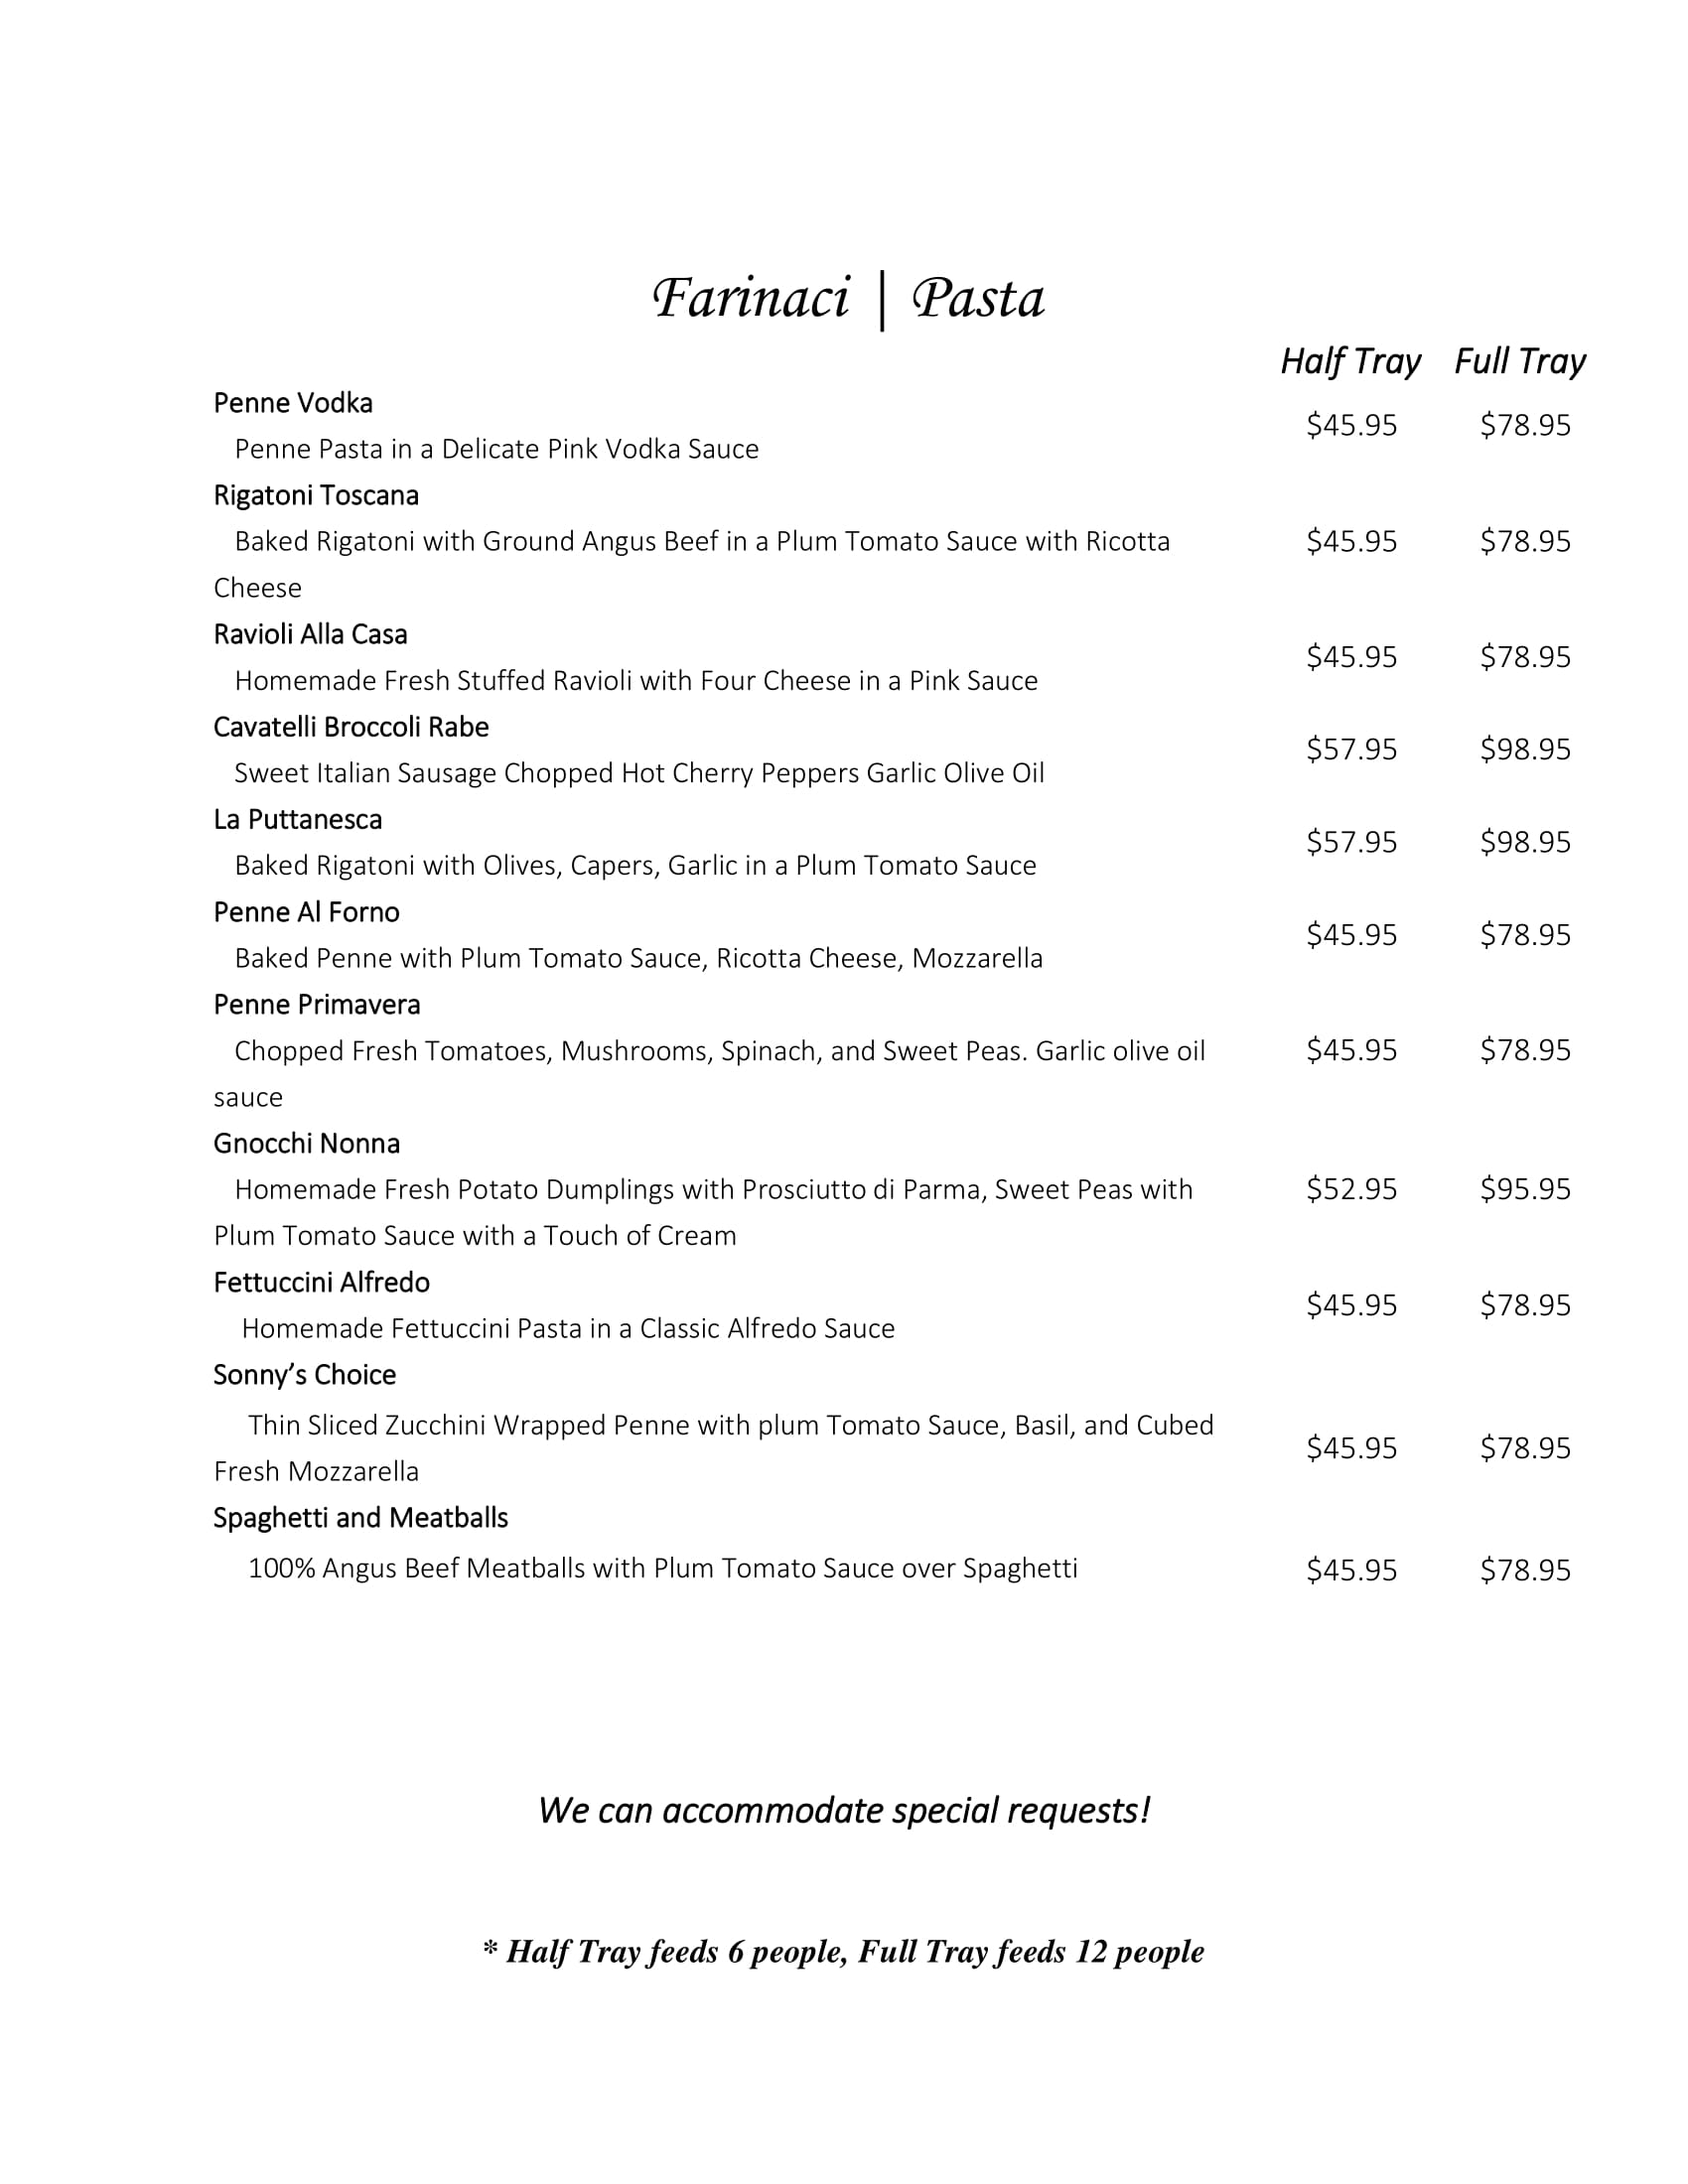 Farinaci | Pasta
Half Tray Full Tray
Penne Vodka
Penne Pasta in a Delicate Pink Vodka Sauce
$45.95 $78.95
Rigatoni Toscana
Baked Rigatoni with Ground Angus Beef in a Plum Tomato Sauce with Ricotta
Cheese
$45.95 $78.95
Ravioli Alla Casa
Homemade Fresh Stuffed Ravioli with Four Cheese in a Pink Sauce
$45.95 $78.95
Cavatelli Broccoli Rabe
Sweet Italian Sausage Chopped Hot Cherry Peppers Garlic Olive Oil
$57.95 $98.95
La Puttanesca
Baked Rigatoni with Olives, Capers, Garlic in a Plum Tomato Sauce
$57.95 $98.95
Penne Al Forno
Baked Penne with Plum Tomato Sauce, Ricotta Cheese, Mozzarella
$45.95 $78.95
Penne Primavera
Chopped Fresh Tomatoes, Mushrooms, Spinach, and Sweet Peas. Garlic olive oil
sauce
$45.95 $78.95
Gnocchi Nonna
Homemade Fresh Potato Dumplings with Prosciutto di Parma, Sweet Peas with
Plum Tomato Sauce with a Touch of Cream
$52.95 $95.95
Fettuccini Alfredo
Homemade Fettuccini Pasta in a Classic Alfredo Sauce
$45.95 $78.95
Sonny’s Choice
Thin Sliced Zucchini Wrapped Penne with plum Tomato Sauce, Basil, and Cubed
Fresh Mozzarella
$45.95 $78.95
Spaghetti and Meatballs
100% Angus Beef Meatballs with Plum Tomato Sauce over Spaghetti
$45.95 $78.95
We can accommodate special requests!
* Half Tray feeds 6 people, Full Tray feeds 12 people